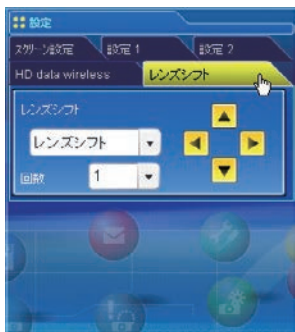 設定
スクリーン設定 設定 1 設定 2
HD data wireless レンズシフト
レンズシフト
レンズシフト
回数 1